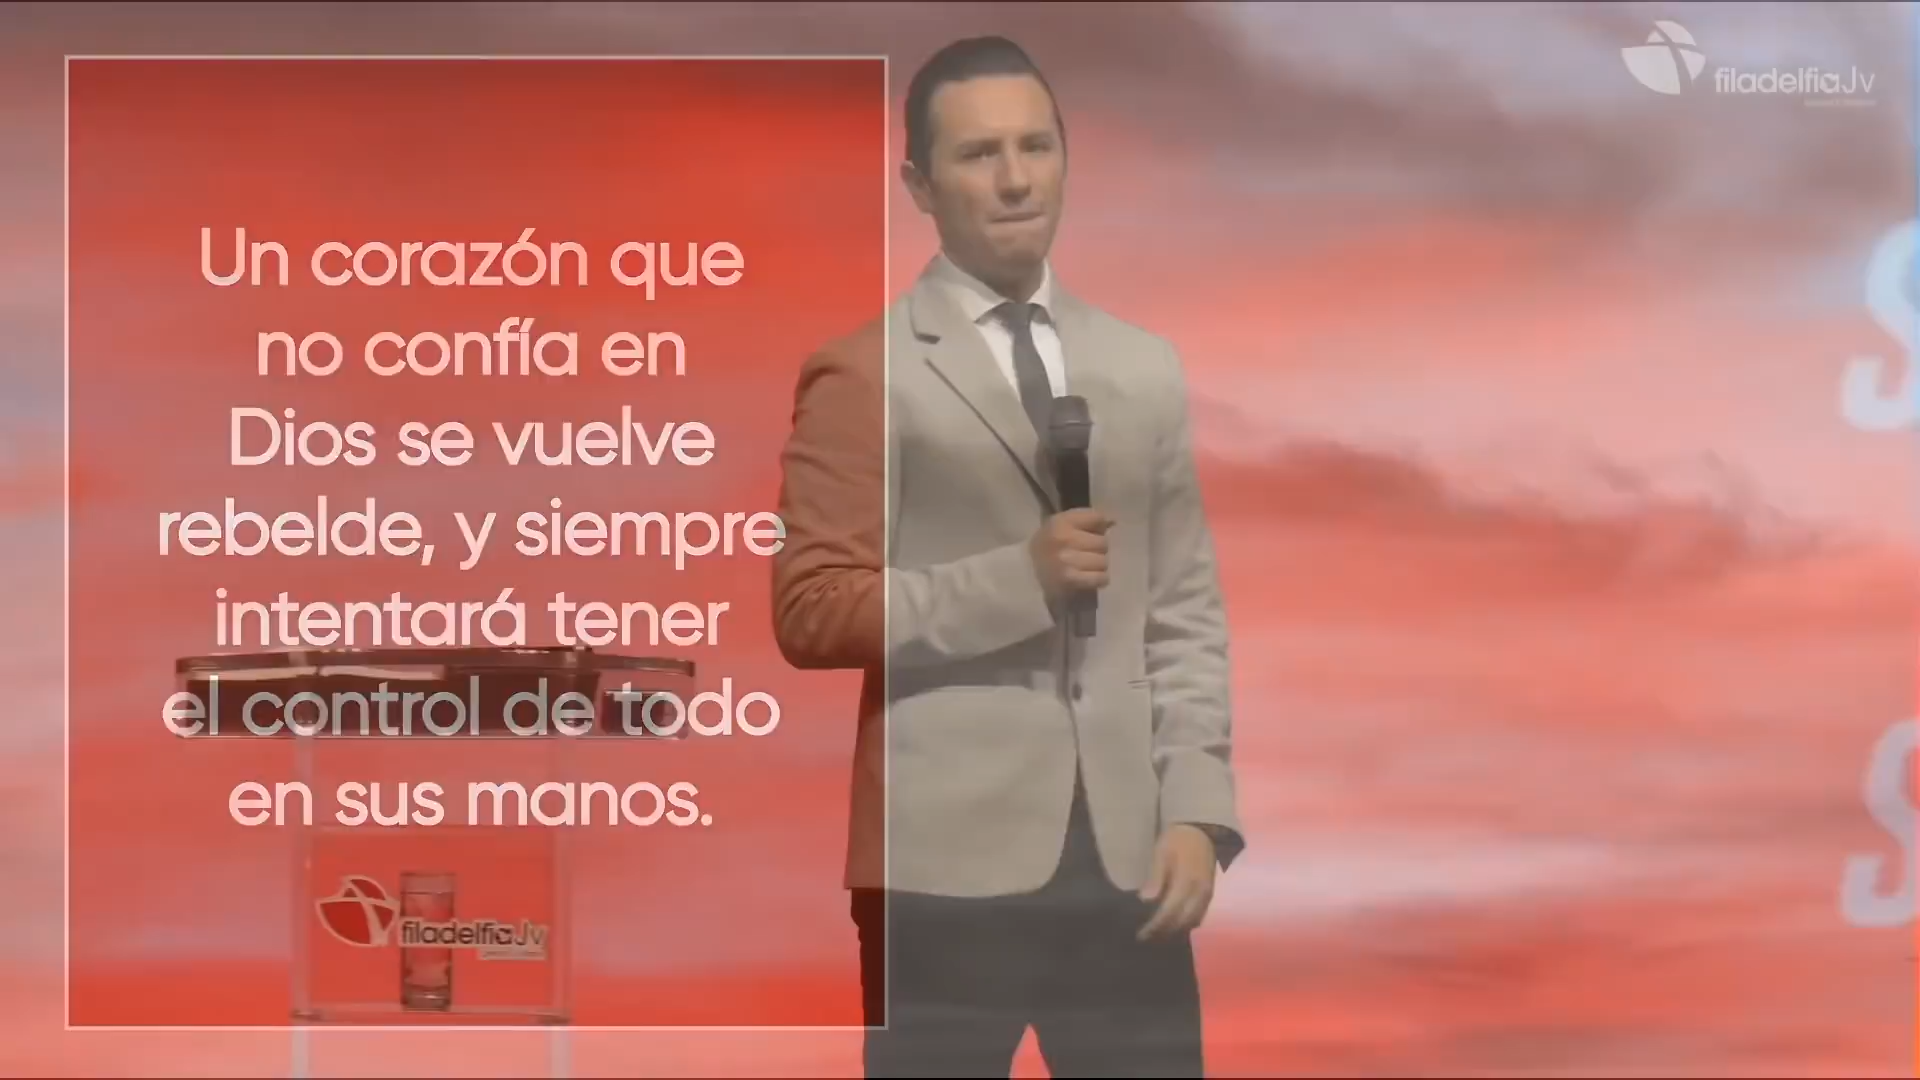 filadelfiaJv
Un corazón que
no confía en
Dios se vuelve
rebelde, y siempre
intentará tener
el control de todo
en sus manos.
filadelfiaJv
S
S